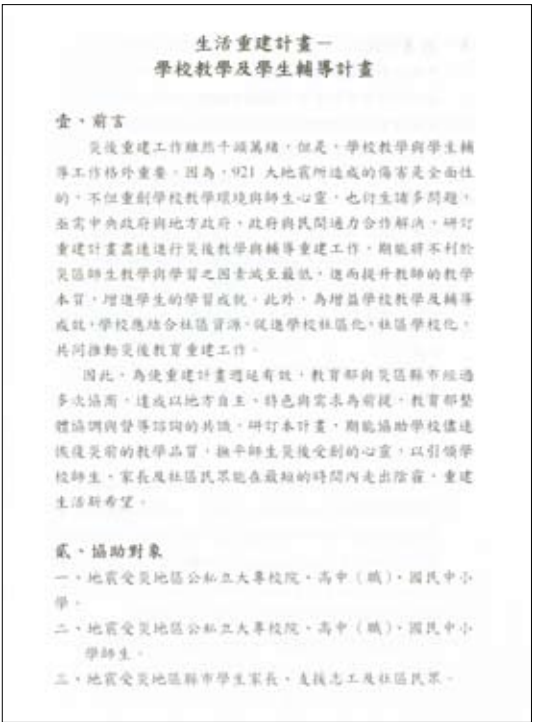 生活重建計畫－
學校教學及學生輔導計畫
壹、前言
災後重建工作雖然千頭萬緒，但是，學校教學與學生輔
導工作格外重要。因為，921 大地震所造成的傷害是全面性
的，不但重創學校教學環境與師生心靈，也衍生諸多問題，
亟需中央政府與地方政府、政府與民間通力合作解決，研訂
重建計畫盡速進行災後教學與輔導重建工作，期能將不利於
災區師生教學與學習之因素減至最低，進而提升教師的教學
本質，增進學生的學習成就。此外，為增益學校教學及輔導
成效，學校應結合社區資源，促進學校社區化，社區學校化，
共同推動災後教育重建工作。
因此，為使重建計畫迅延有效，教育部與災區縣市經過
多次協商，達成以地方自主、特色與需求為前提，教育部整
體協調與督導諮詢的共識，研訂本計畫，期能協助學校儘速
恢復災前的教學品質，撫平師生災後受創的心靈，以引領學
校師生、家長及社區民眾能在最短的時間內走出陰霾，重建
生活新希望。
貳、協助對象
一、地震受災地區公私立大專校院、高中（職）、國民中小
學。
二、地震受災地區公私立大專校院、高中（職）、國民中小
學師生。
三、地震受災地區縣市學生家長、支援志工及社區民眾。